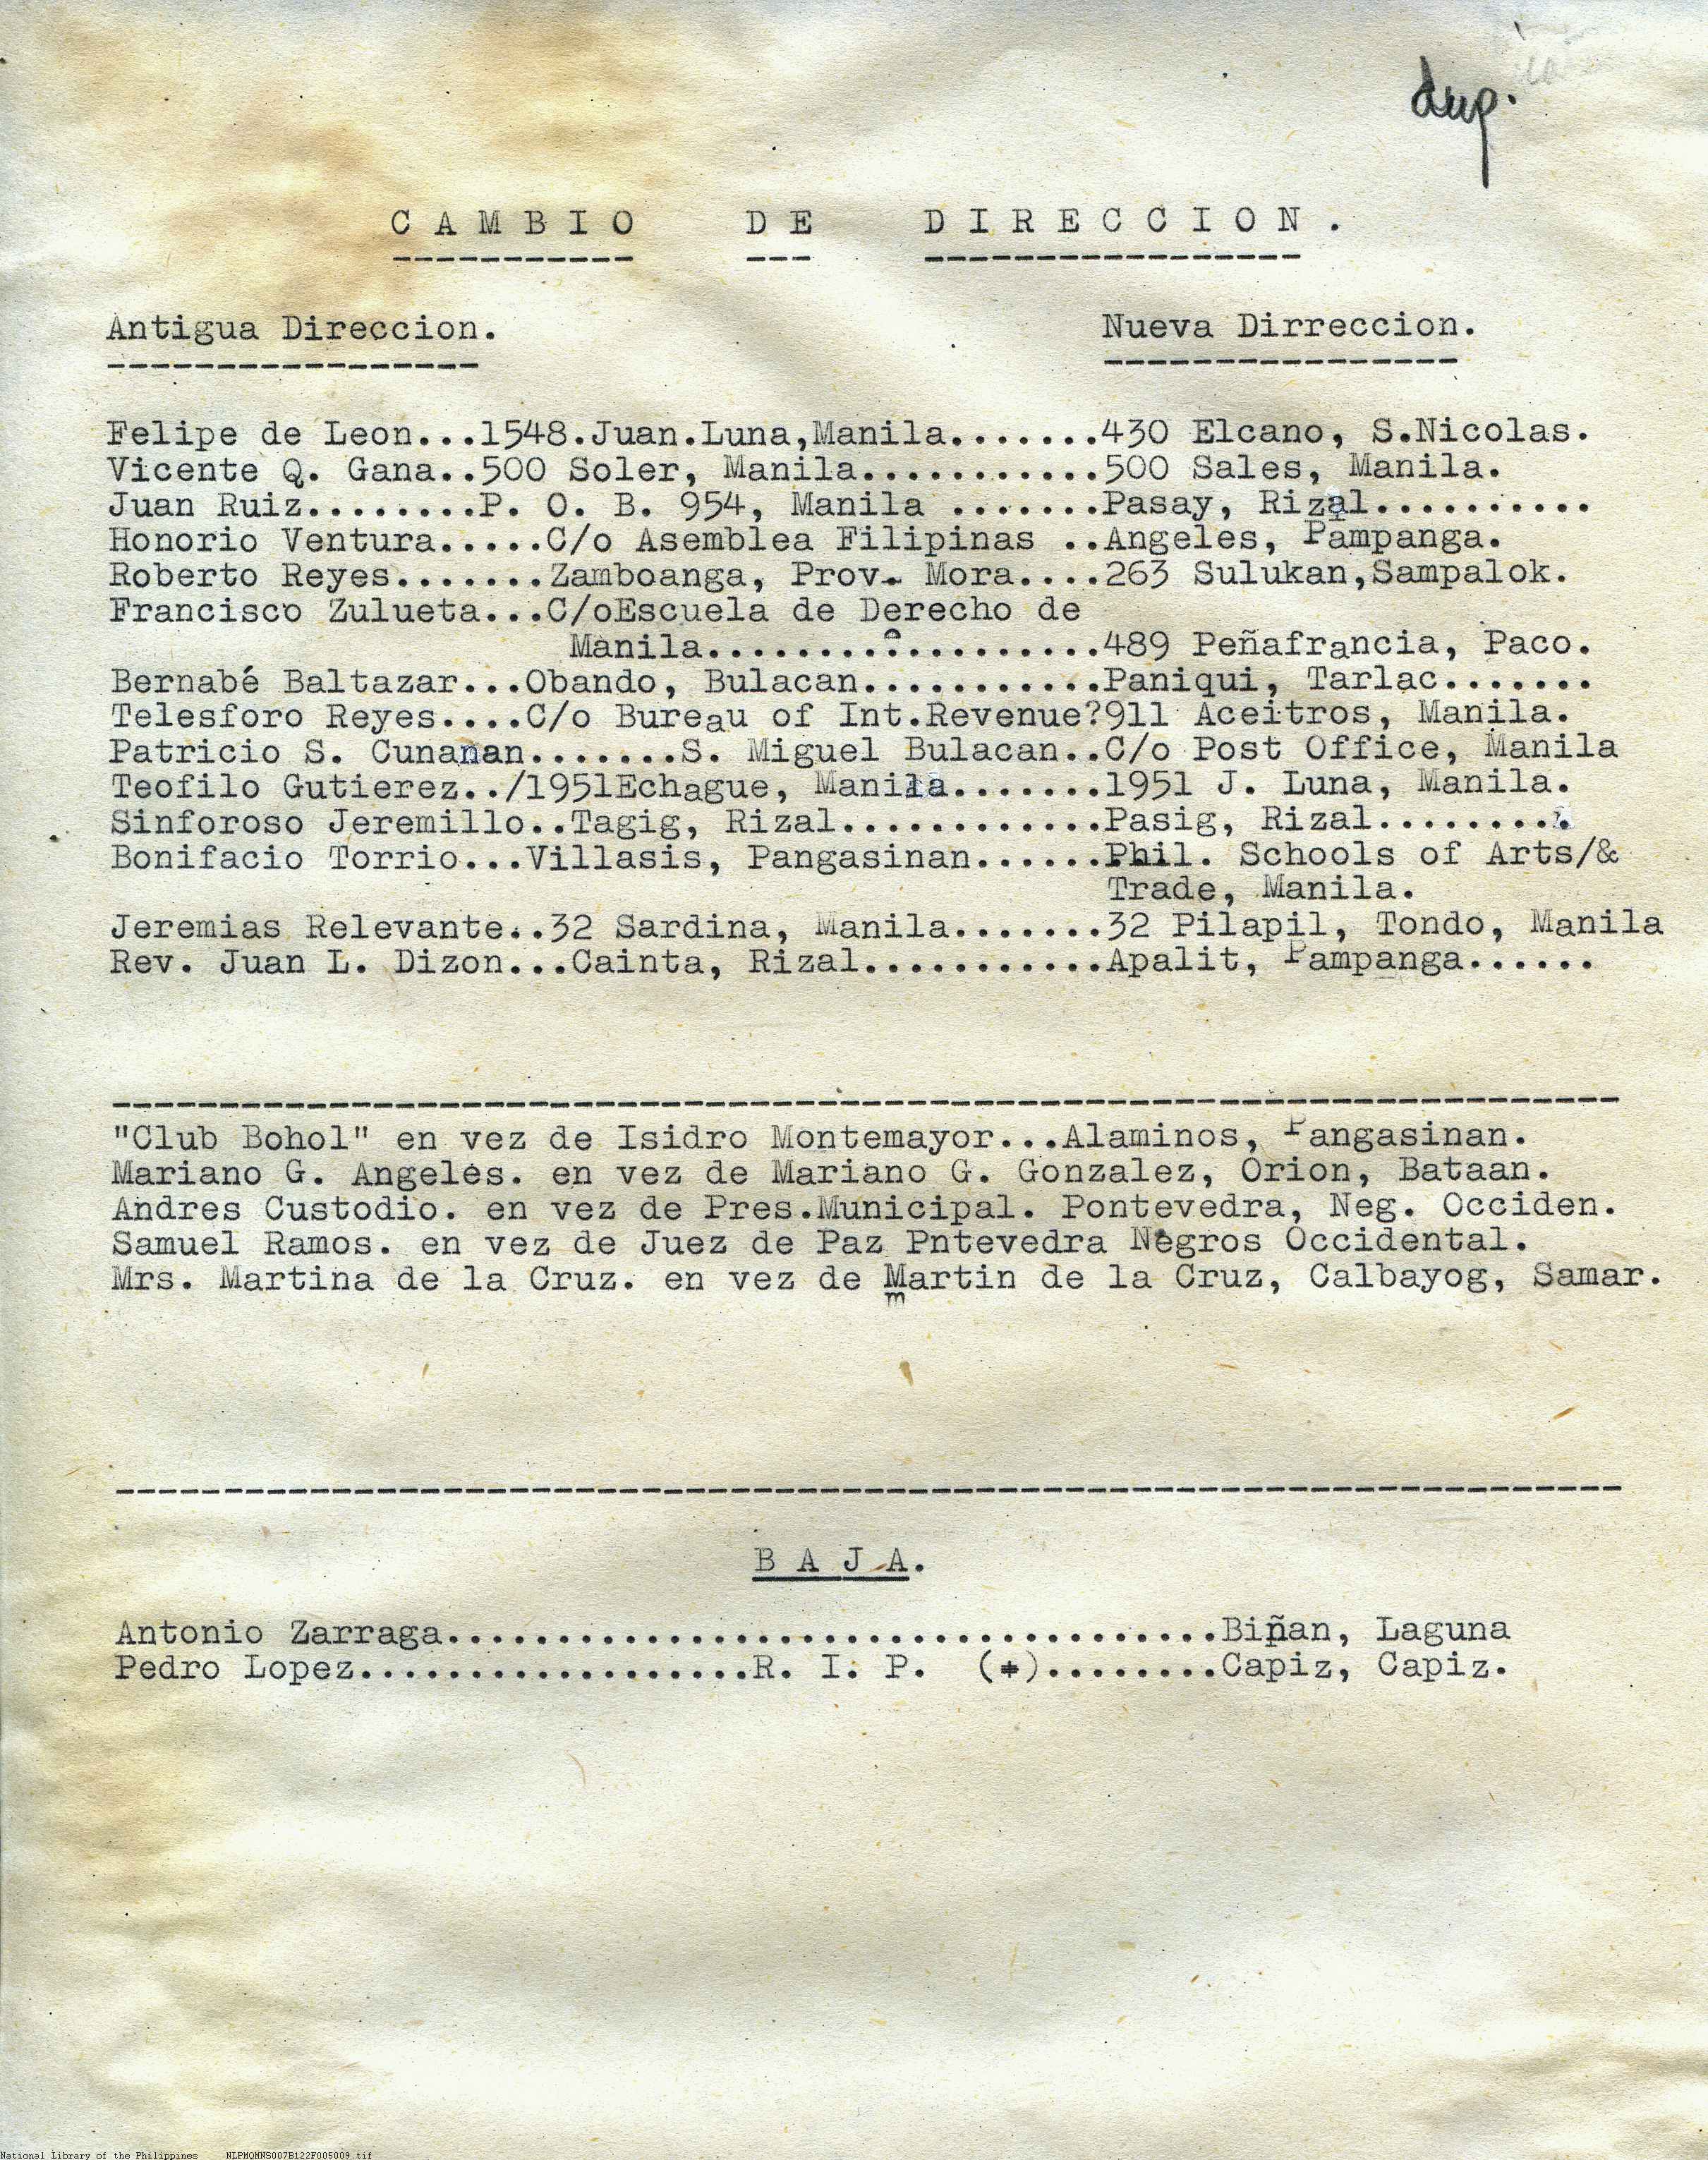 dup.
C A M B I O   D E   D I R E C C I O N .
Antigua Direccion.   Nueva Dirreccion.
Felipe de Leon...1548.Juan.Luna,Manila.......430 Elcano, S.Nicolas.
Vicente Q. Gana..500 Soler, Manila...........500 Sales, Manila.
Juan Ruiz........P. O. B. 954, Manila .......Pasay, Rizal..........
Honorio Ventura.....C/o Asemblea Filipinas ..Angeles, Pampanga.
Roberto Reyes.......Zamboanga, Prov. Mora....263 Sulukan,Sampalok.
Francisco Zulueta...C/oEscuela de Derecho de
Manila..................489 Peñafrancia, Paco.
Bernabé Baltazar...Obando, Bulacan...........Paniqui, Tarlac.......
Telesforo Reyes....C/o Bureau of Int.Revenue?911 Aceitros, Manila.
Patricio S. Cunanan.......S. Miguel Bulacan..C/o Post Office, Manila
Teofilo Gutierez../1951Echague, Manila.......1951 J. Luna, Manila.
Sinforoso Jeremillo..Tagig, Rizal............Pasig, Rizal.........
Bonifacio Torrio...Villasis, Pangasinan......Phil. Schools of Arts/&
Trade, Manila.
Jeremias Relevante..32 Sardina, Manila.......32 Pilapil, Tondo, Manila
Rev. Juan L. Dizon...Cainta, Rizal...........Apalit, Pampanga......
"Club Bohol" en vez de Isidro Montemayor...Alaminos, Pangasinan.
Mariano G. Angeles. en vez de Mariano G. Gonzalez, Orion, Bataan.
Andres Custodio. en vez de Pres.Municipal. Pontevedra, Neg. Occiden.
Samuel Ramos. en vez de Juez de Paz Pntevedra Negros Occidental.
Mrs. Martina de la Cruz. en vez de Martin de la Cruz, Calbayog, Samar.
m
B A J A.
Antonio Zarraga...................................Biñan, Laguna
Pedro Lopez..................R. I. P.  (+)........Capiz, Capiz.
National Library of the Philippines   NLPMQMNS007B122F005009.tif